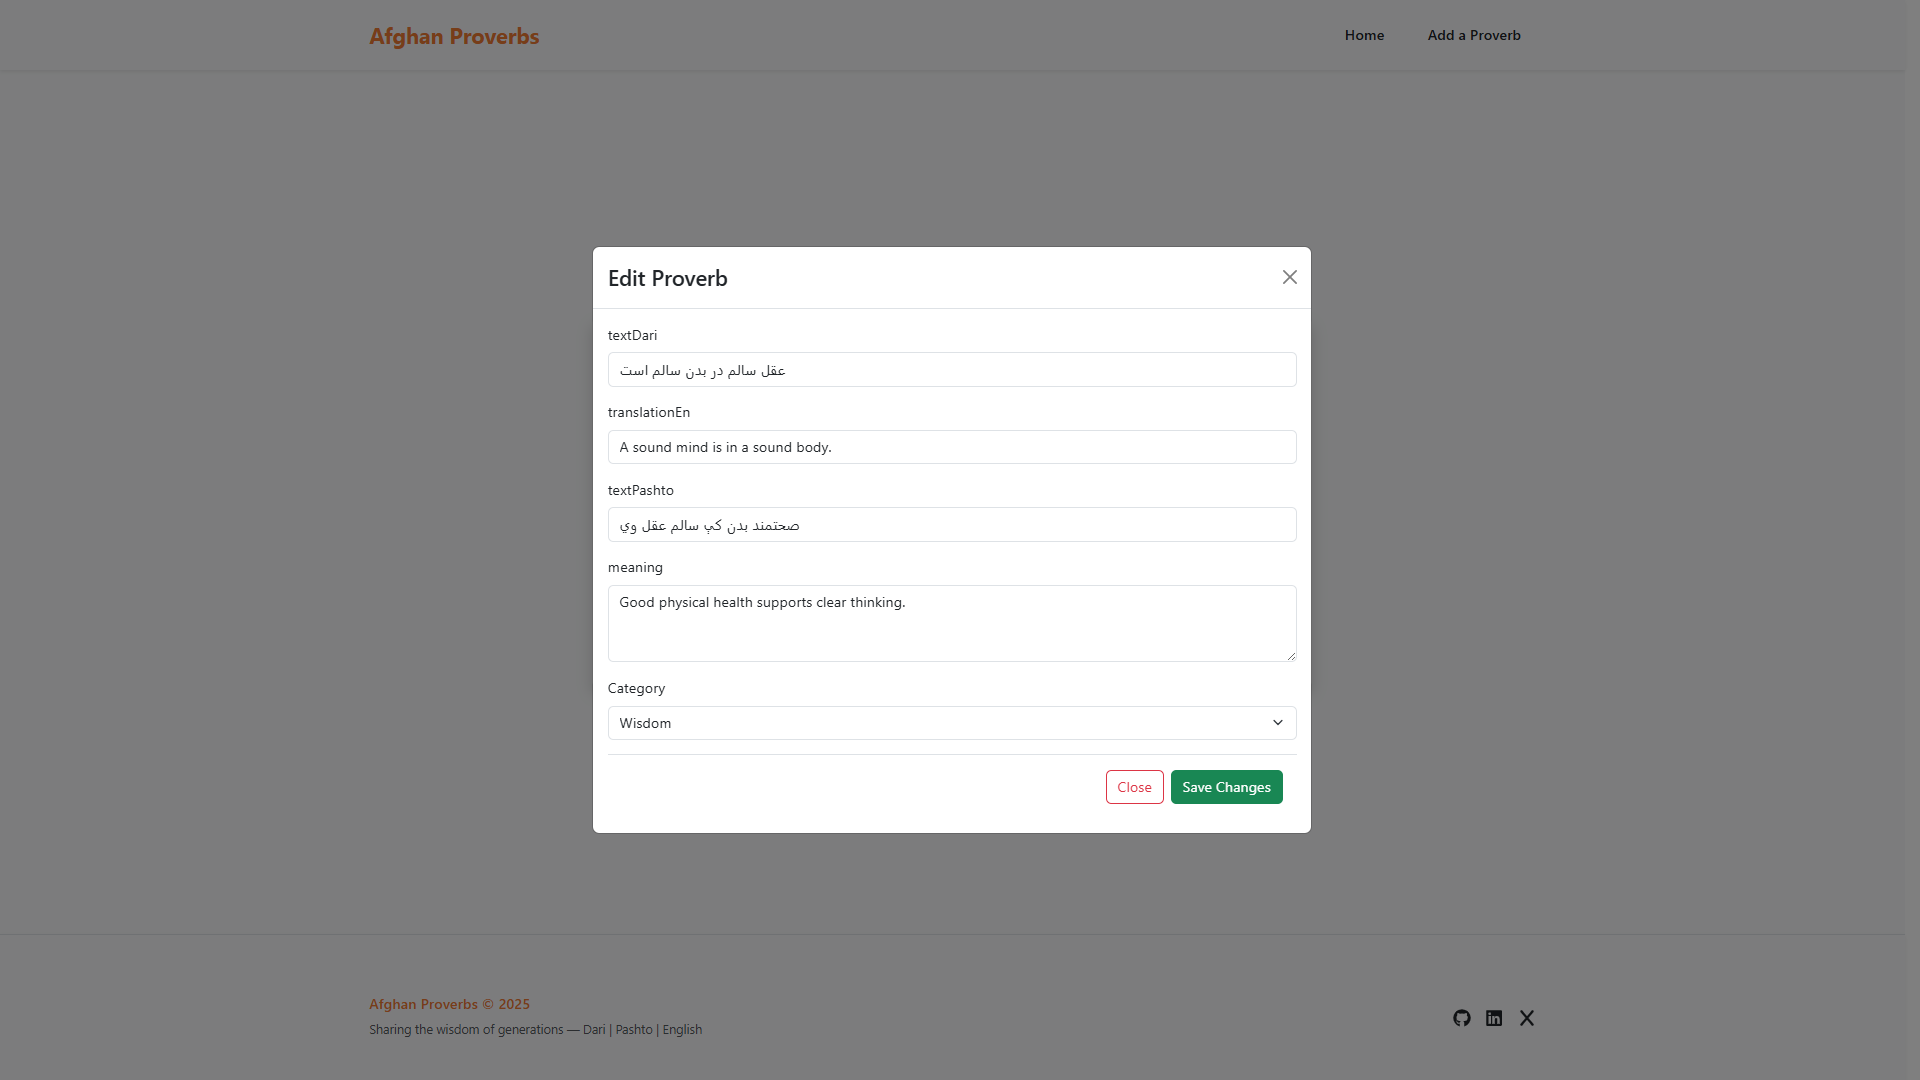 Afghan Proverbs
Home
Add a Proverb
Edit Proverb
textDari
عقل سالم در بدن سالم است
translationEn
A sound mind is in a sound body.
textPashto
صحتمند بدن کې سالم عقل وي
meaning
Good physical health supports clear thinking.
Category
Wisdom
Close
Save Changes
Afghan Proverbs © 2025
Sharing the wisdom of generations — Dari | Pashto | English